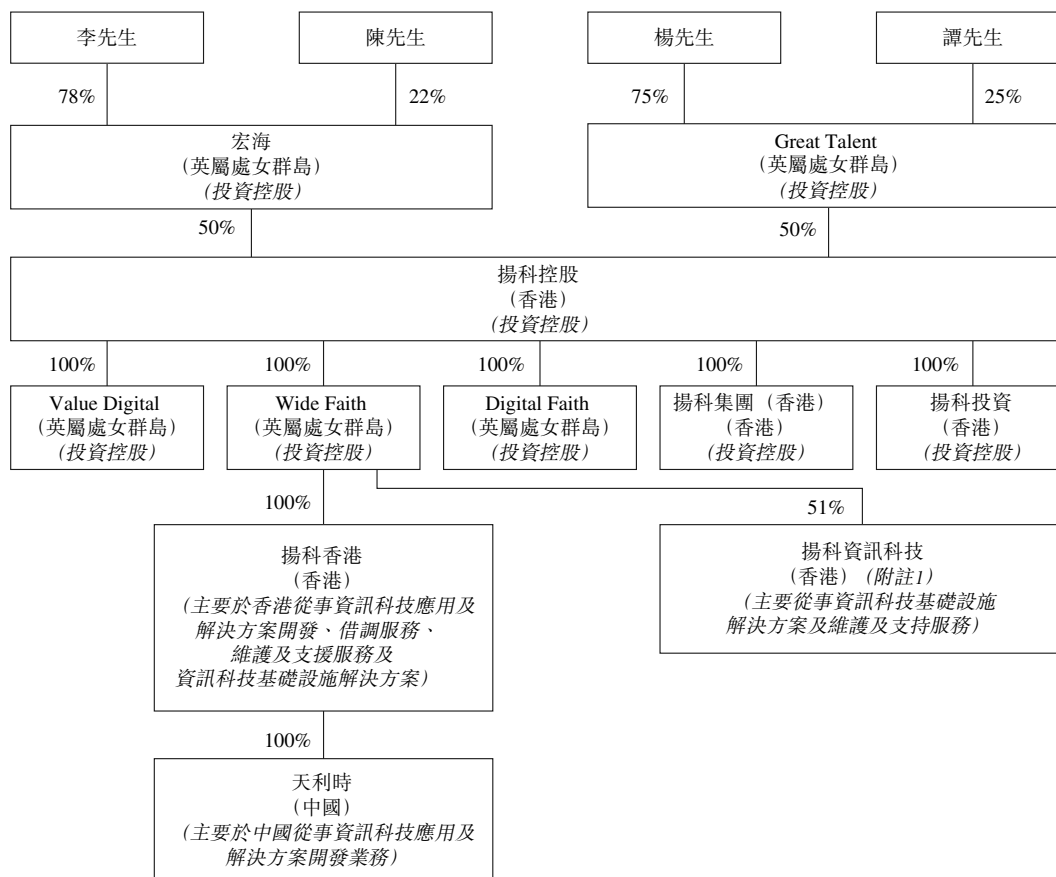 李先生
陳先生
楊先生
譚先生
78%
22%
75%
25%
宏海
（英屬處女群島）
（投資控股）
Great Talent
（英屬處女群島）
（投資控股）
50%
50%
揚科控股
（香港）
（投資控股）
100%
100%
100%
100%
100%
Value Digital
（英屬處女群島）
（投資控股）
Wide Faith
（英屬處女群島）
（投資控股）
Digital Faith
（英屬處女群島）
（投資控股）
揚科集團（香港）
（香港）
（投資控股）
揚科投資
（香港）
（投資控股）
100%
51%
揚科香港
（香港）
（主要於香港從事資訊科技應用及
解決方案開發、借調服務、
維護及支援服務及
資訊科技基礎設施解決方案）
揚科資訊科技
（香港）（附註1）
（主要從事資訊科技基礎設施
解決方案及維護及支持服務）
100%
天利時
（中國）
（主要於中國從事資訊科技應用及
解決方案開發業務）